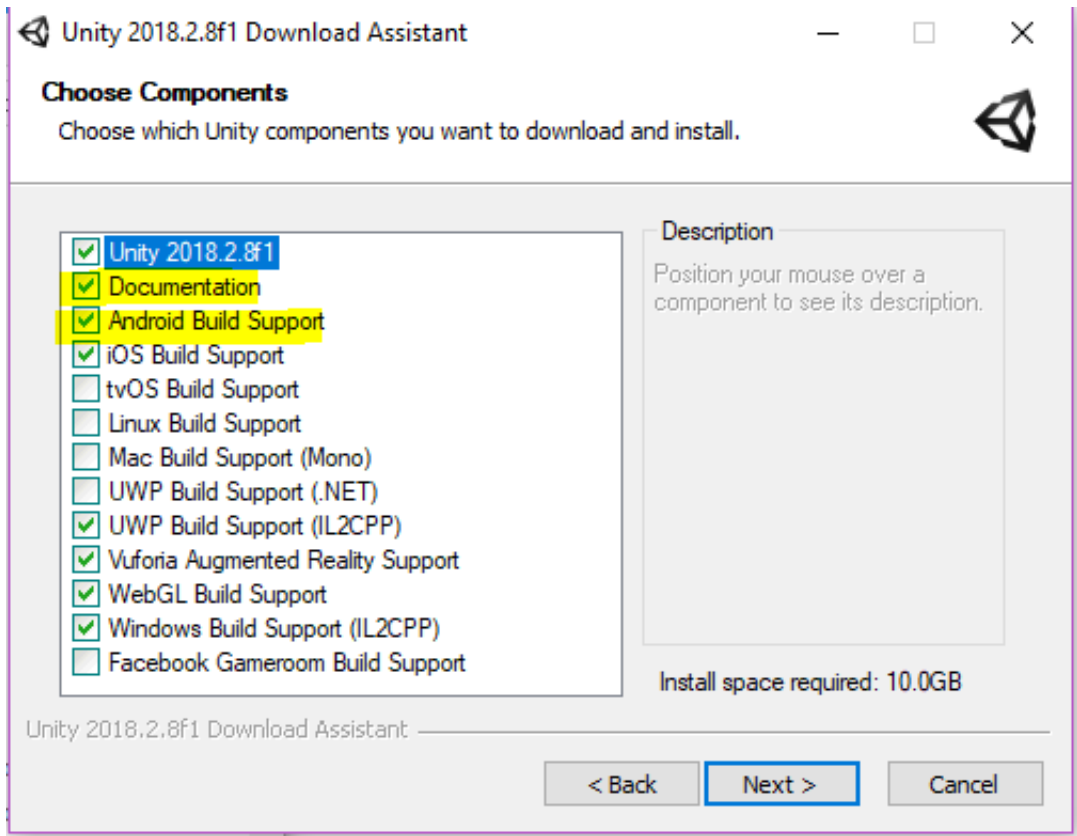 Unity 2018.2.8f1 Download Assistant
Choose Components
Choose which Unity components you want to download and install.
Unity 2018.2.8f1
Documentation
Android Build Support
iOS Build Support
tvOS Build Support
Linux Build Support
Mac Build Support (Mono)
UWP Build Support (.NET)
UWP Build Support (IL2CPP)
Vuforia Augmented Reality Support
WebGL Build Support
Windows Build Support (IL2CPP)
Facebook Gameroom Build Support
Description
Position your mouse over a
component to see its description.
Install space required: 10.0GB
Unity 2018.2.8f1 Download Assistant
< Back
Next >
Cancel